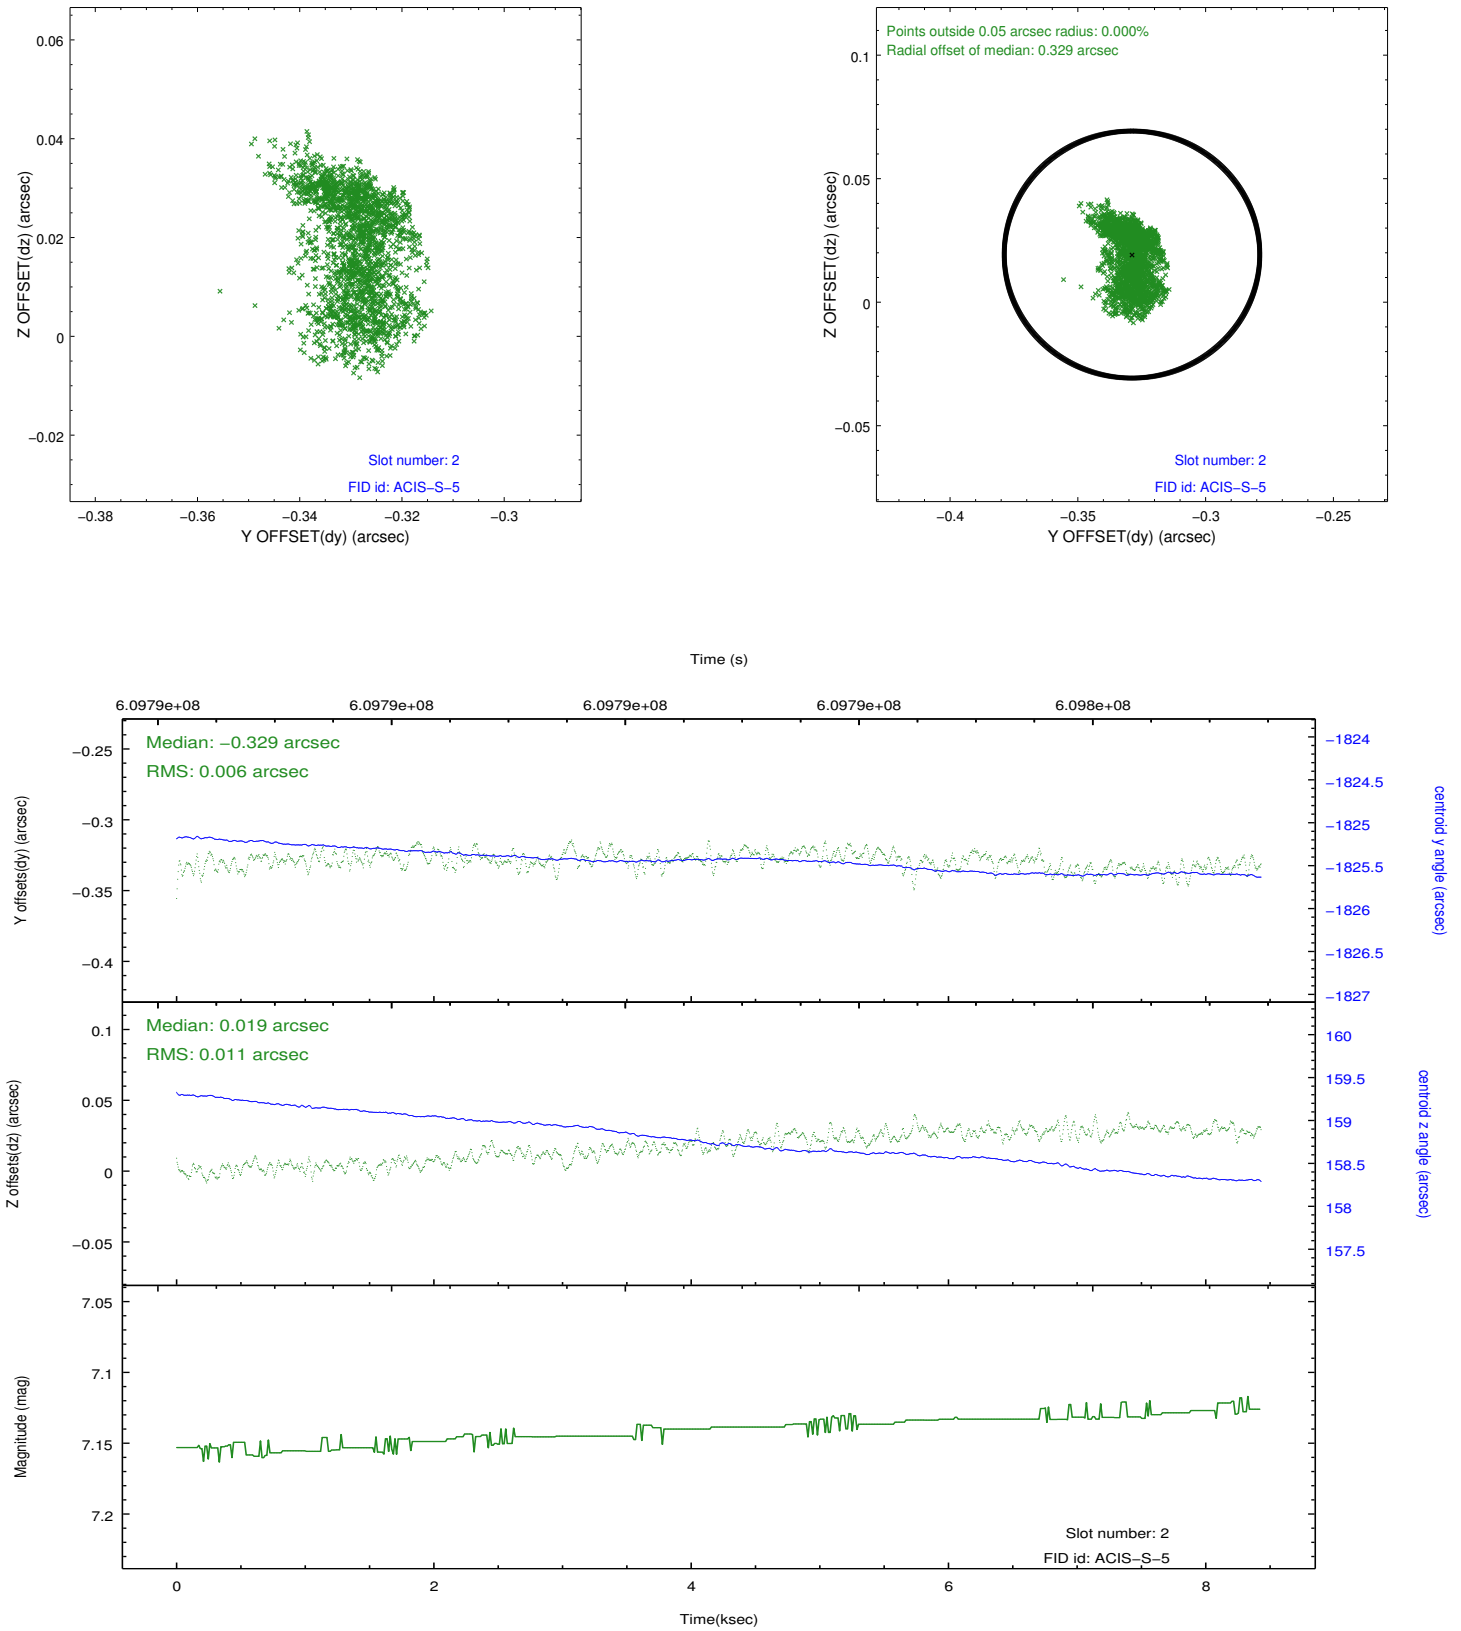 0.06
0.04
0.02
0
−0.02
Z OFFSET(dz) (arcsec)
Slot number: 2
FID id: ACIS−S−5
−0.38
−0.36
−0.34
−0.32
−0.3
Y OFFSET(dy) (arcsec)
Points outside 0.05 arcsec radius: 0.000%
Radial offset of median: 0.329 arcsec
0.1
0.05
0
−0.05
Z OFFSET(dz) (arcsec)
Slot number: 2
FID id: ACIS−S−5
−0.4
−0.35
−0.3
−0.25
Y OFFSET(dy) (arcsec)
Time (s)
6.0979e+08
6.0979e+08
6.0979e+08
6.0979e+08
6.098e+08
Median: −0.329 arcsec
RMS: 0.006 arcsec
−0.25
−0.3
−0.35
−0.4
Y offsets(dy) (arcsec)
−1824
−1824.5
−1825
−1825.5
−1826
−1826.5
−1827
centroid y angle (arcsec)
Median: 0.019 arcsec
RMS: 0.011 arcsec
0.1
0.05
0
−0.05
Z offsets(dz) (arcsec)
160
159.5
159
158.5
158
157.5
centroid z angle (arcsec)
7.05
7.1
7.15
7.2
Magnitude (mag)
Slot number: 2
FID id: ACIS−S−5
0
2
4
6
8
Time(ksec)